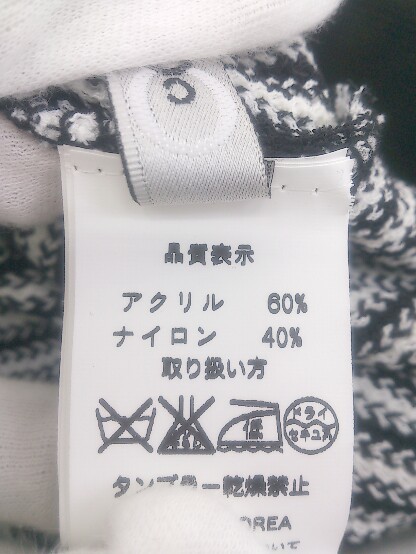 品質表示
アクリル 60%
ナイロン 40%
取り扱い方
低 ドライ セキユ系
タンブラー乾燥禁止
OREA